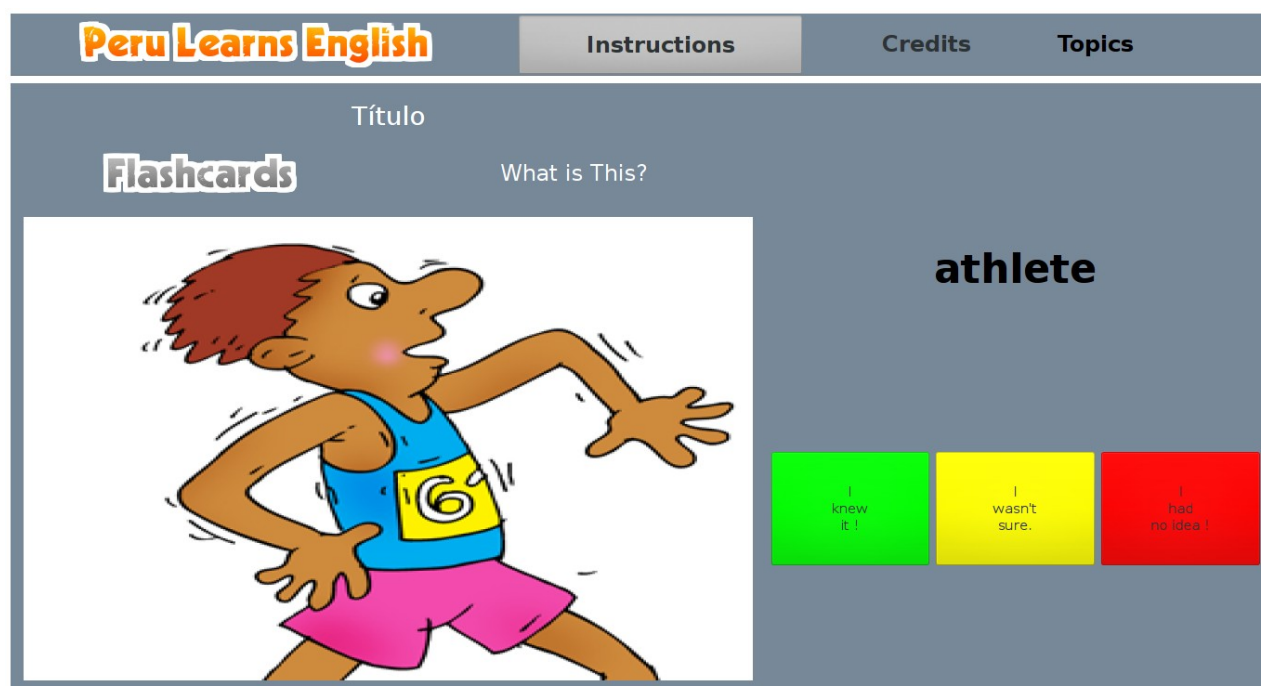 Peru Learns English Instructions Credits Topics
Título
Flashcards What is This?
athlete
6
I
knew
it !
I
wasn't
sure.
I
had
no idea !